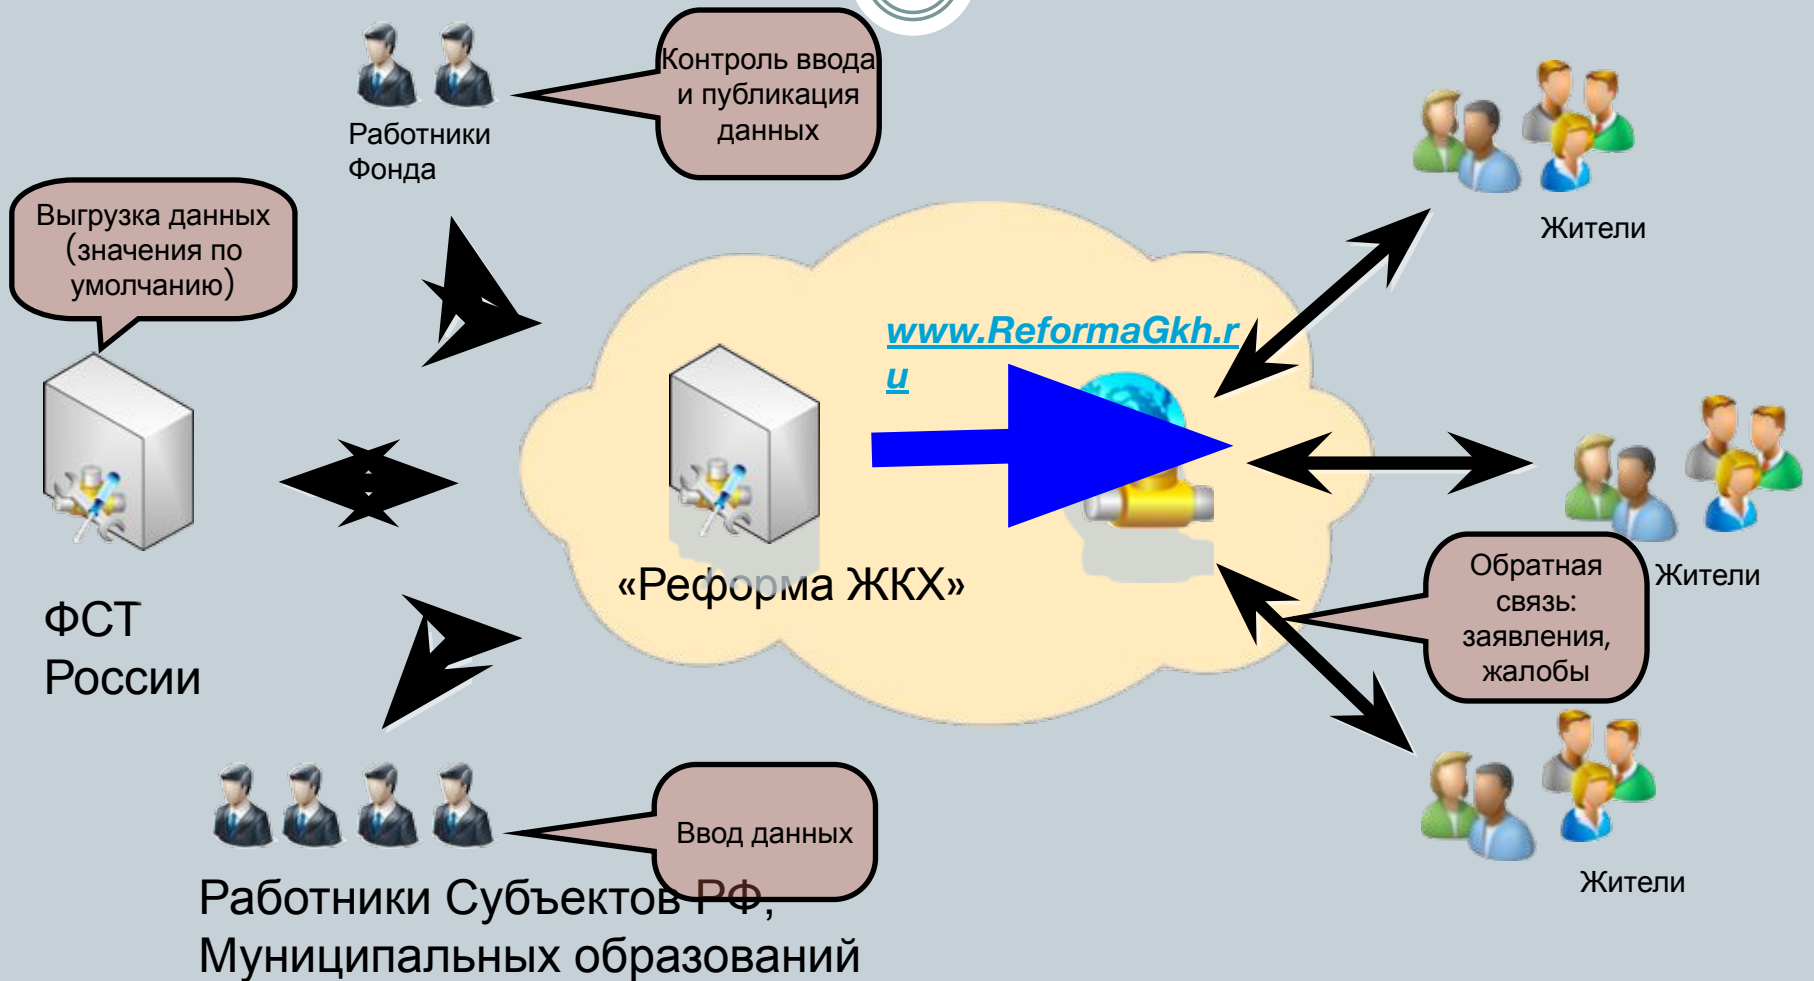 Контроль ввода
и публикация
данных
Работники
Фонда
Выгрузка данных
(значения по
умолчанию)
Жители
www.ReformaGkh.r
u
«Реформа ЖКХ»
ФСТ
России
Обратная
связь:
заявления,
жалобы
Жители
Ввод данных
Жители
Работники Субъектов РФ,
Муниципальных образований